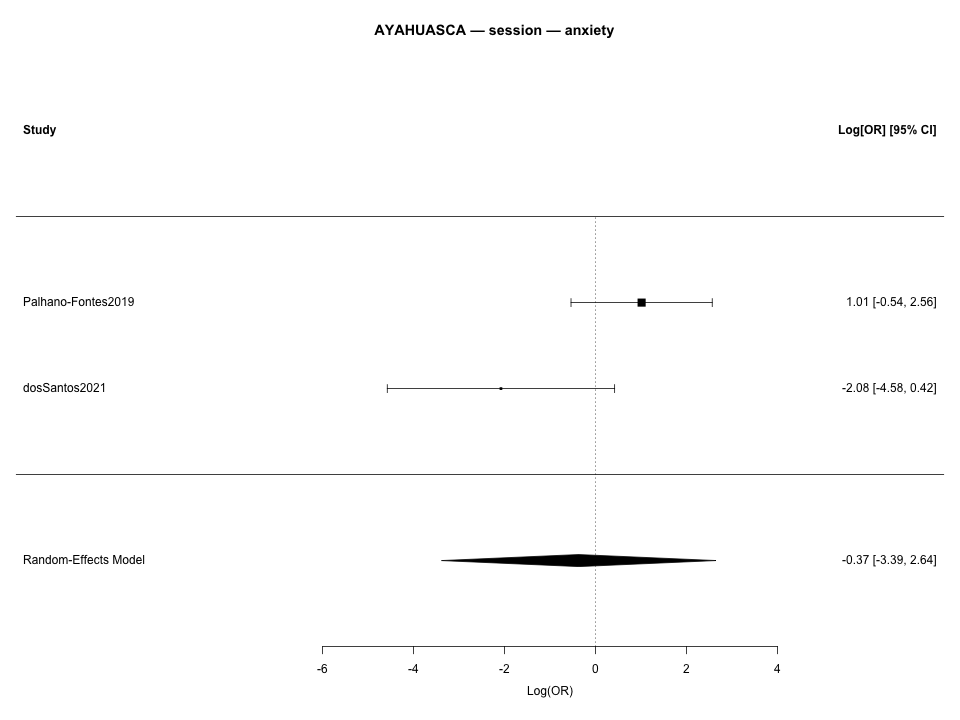 AYAHUASCA — session — anxiety
Study Log[OR] [95% CI]
Palhano-Fontes2019 1.01 [-0.54, 2.56]
dosSantos2021 -2.08 [-4.58, 0.42]
Random-Effects Model -0.37 [-3.39, 2.64]
-6 -4 -2 0 2 4
Log(OR)